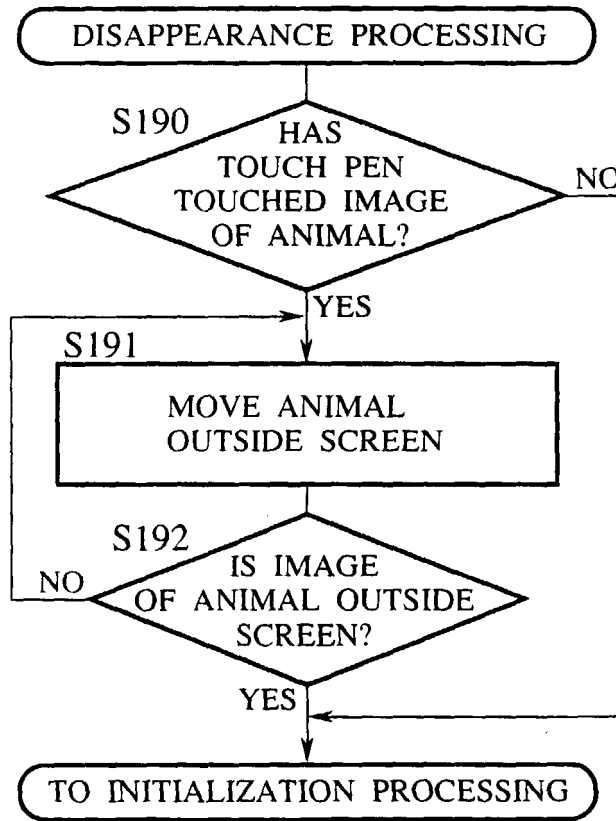 DISAPPEARANCE PROCESSING
S190
HAS
TOUCH PEN
TOUCHED IMAGE
OF ANIMAL?
NO
YES
S191
MOVE ANIMAL
OUTSIDE SCREEN
S192
IS IMAGE
OF ANIMAL OUTSIDE
SCREEN?
NO
YES
TO INITIALIZATION PROCESSING